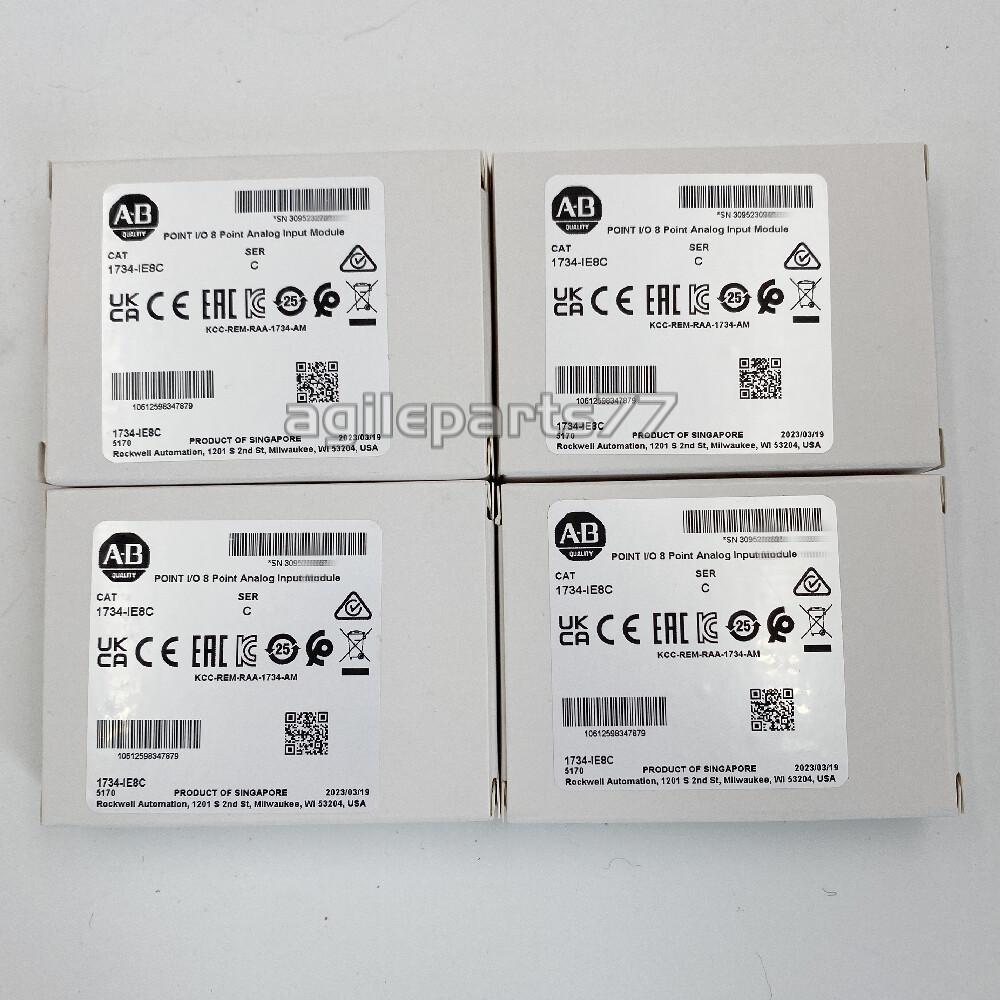 A-B
QUALITY
*SN 309523
POINT I/O 8 Point Analog Input Module
CAT
SER
1734-IE8C
C
UK CA CE EAC 25
KCC-REM-RAA-1734-AM
10612598347879
1734-IE8C
5170
PRODUCT OF SINGAPORE
2023/03/19
Rockwell Automation, 1201 S 2nd St, Milwaukee, WI 53204, USA
A-B
QUALITY
*SN 309523
POINT I/O 8 Point Analog Input Module
CAT
SER
1734-IE8C
C
UK CA CE EAC 25
KCC-REM-RAA-1734-AM
10612598347879
1734-IE8C
5170
PRODUCT OF SINGAPORE
2023/03/19
Rockwell Automation, 1201 S 2nd St, Milwaukee, WI 53204, USA
agileparts77
A-B
QUALITY
*SN 3095
POINT I/O 8 Point Analog Input Module
CAT
SER
1734-IE8C
C
UK CA CE EAC 25
KCC-REM-RAA-1734-AM
10612598347879
1734-IE8C
5170
PRODUCT OF SINGAPORE
2023/03/19
Rockwell Automation, 1201 S 2nd St, Milwaukee, WI 53204, USA
A-B
QUALITY
*SN 3095
POINT I/O 8 Point Analog Input Module
CAT
SER
1734-IE8C
C
UK CA CE EAC 25
KCC-REM-RAA-1734-AM
10612598347879
1734-IE8C
5170
PRODUCT OF SINGAPORE
2023/03/19
Rockwell Automation, 1201 S 2nd St, Milwaukee, WI 53204, USA